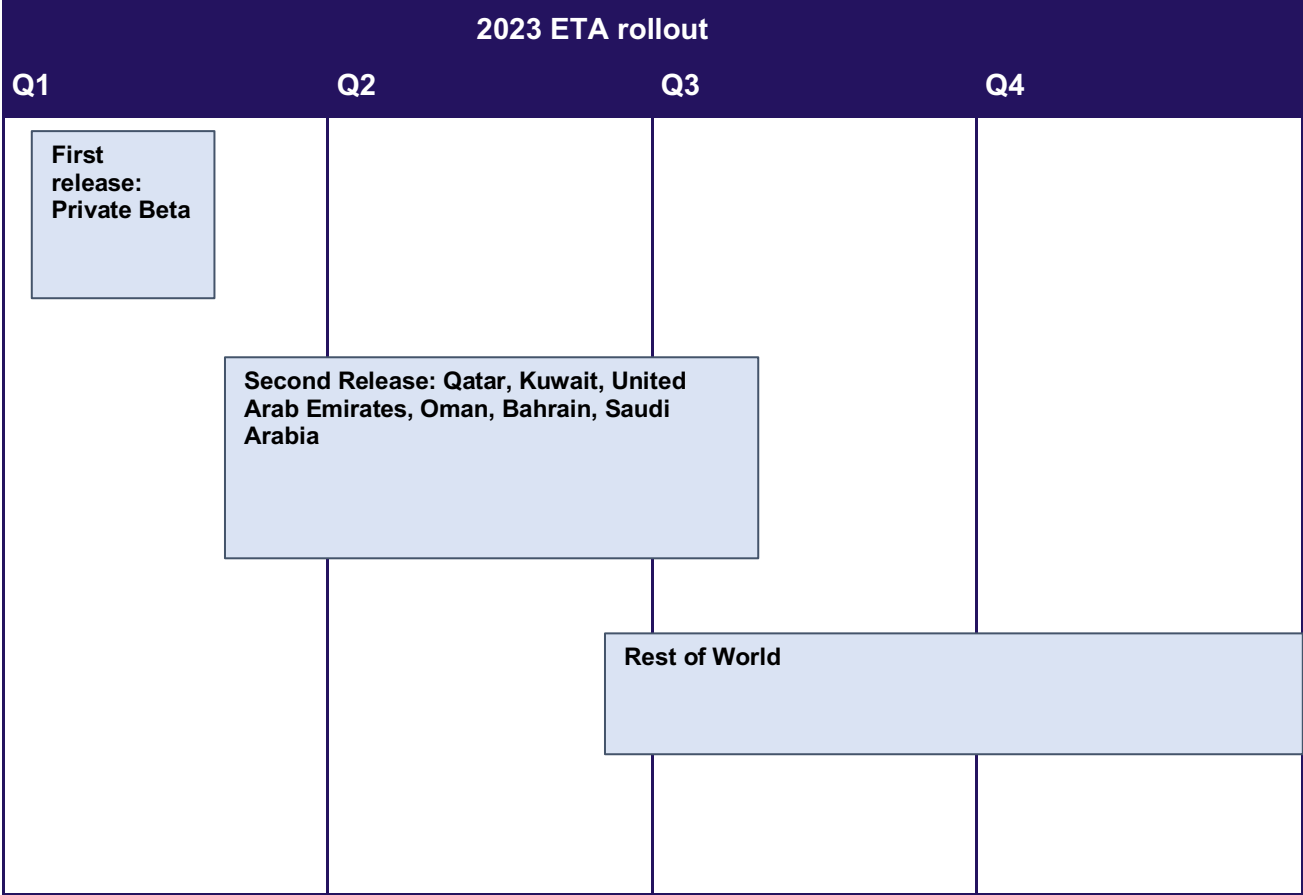 2023 ETA rollout
Q1 Q2 Q3 Q4
First
release:
Private Beta
Second Release: Qatar, Kuwait, United
Arab Emirates, Oman, Bahrain, Saudi
Arabia
Rest of World